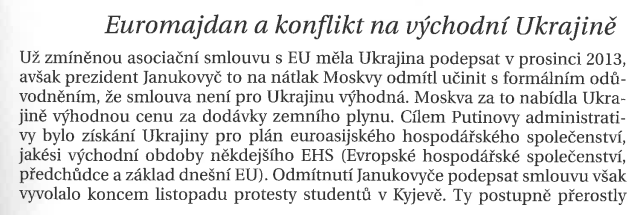 Euromajdan a konflikt na východní Ukrajině
Už zmíněnou asociační smlouvu s EU měla Ukrajina podepsat v prosinci 2013,
avšak prezident Janukovyč to na nátlak Moskvy odmítl učinit s formálním odů-
vodněním, že smlouva není pro Ukrajinu výhodná. Moskva za to nabídla Ukra-
jině výhodnou cenu za dodávky zemního plynu. Cílem Putinovy administrati-
vy bylo získání Ukrajiny pro plán euroasijského hospodářského společenství,
jakési východní obdoby někdejšího EHS (Evropské hospodářské společenství,
předchůdce a základ dnešní EU). Odmítnutí Janukovyče podepsat smlouvu však
vyvolalo koncem listopadu protesty studentů v Kyjevě. Ty postupně přerostly